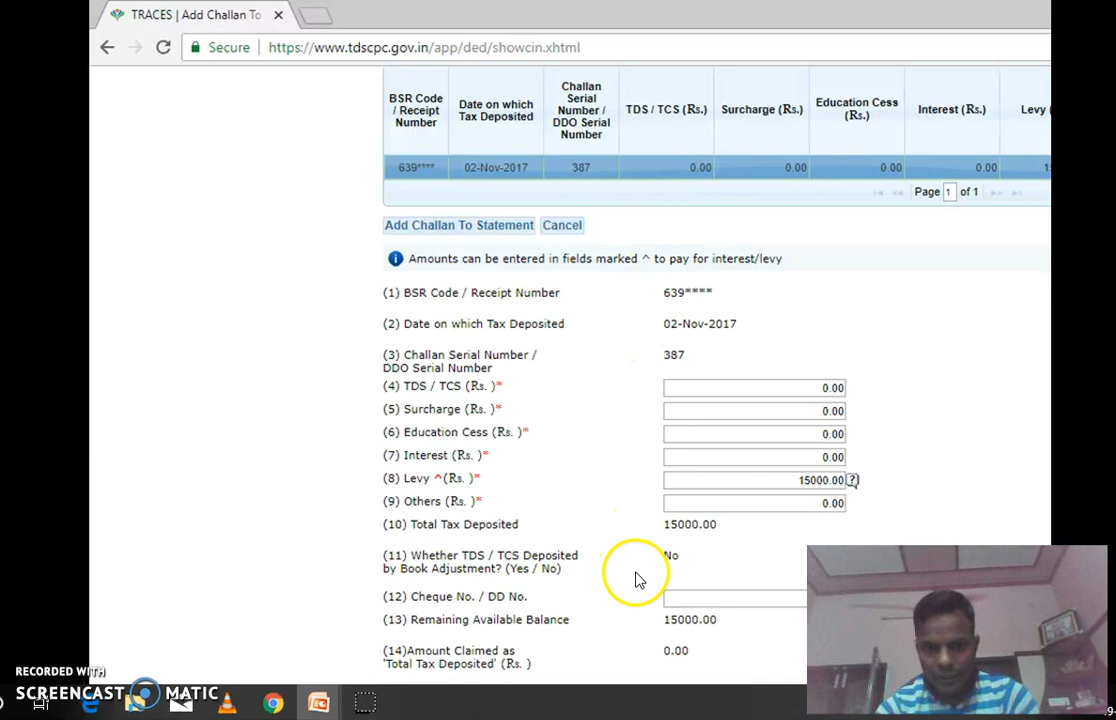 TRACES | Add Challan To
Secure https://www.tdscpc.gov.in/app/ded/showcin.xhtml
BSR Code / Receipt Number
Date on which Tax Deposited
Challan Serial Number / DDO Serial Number
TDS / TCS (Rs.)
Surcharge (Rs.)
Education Cess (Rs.)
Interest (Rs.)
Levy (
639**** 02-Nov-2017 387 0.00 0.00 0.00 0.00 1
Page 1 of 1
Add Challan To Statement Cancel
Amounts can be entered in fields marked ^ to pay for interest/levy
(1) BSR Code / Receipt Number 639****
(2) Date on which Tax Deposited 02-Nov-2017
(3) Challan Serial Number / 387
DDO Serial Number
(4) TDS / TCS (Rs. )* 0.00
(5) Surcharge (Rs. )* 0.00
(6) Education Cess (Rs. )* 0.00
(7) Interest (Rs. )* 0.00
(8) Levy ^(Rs. )* 15000.00 ?
(9) Others (Rs. )* 0.00
(10) Total Tax Deposited 15000.00
(11) Whether TDS / TCS Deposited No
by Book Adjustment? (Yes / No)
(12) Cheque No. / DD No.
(13) Remaining Available Balance 15000.00
(14)Amount Claimed as 0.00
'Total Tax Deposited' (Rs. )
RECORDED WITH
SCREENCAST MATIC